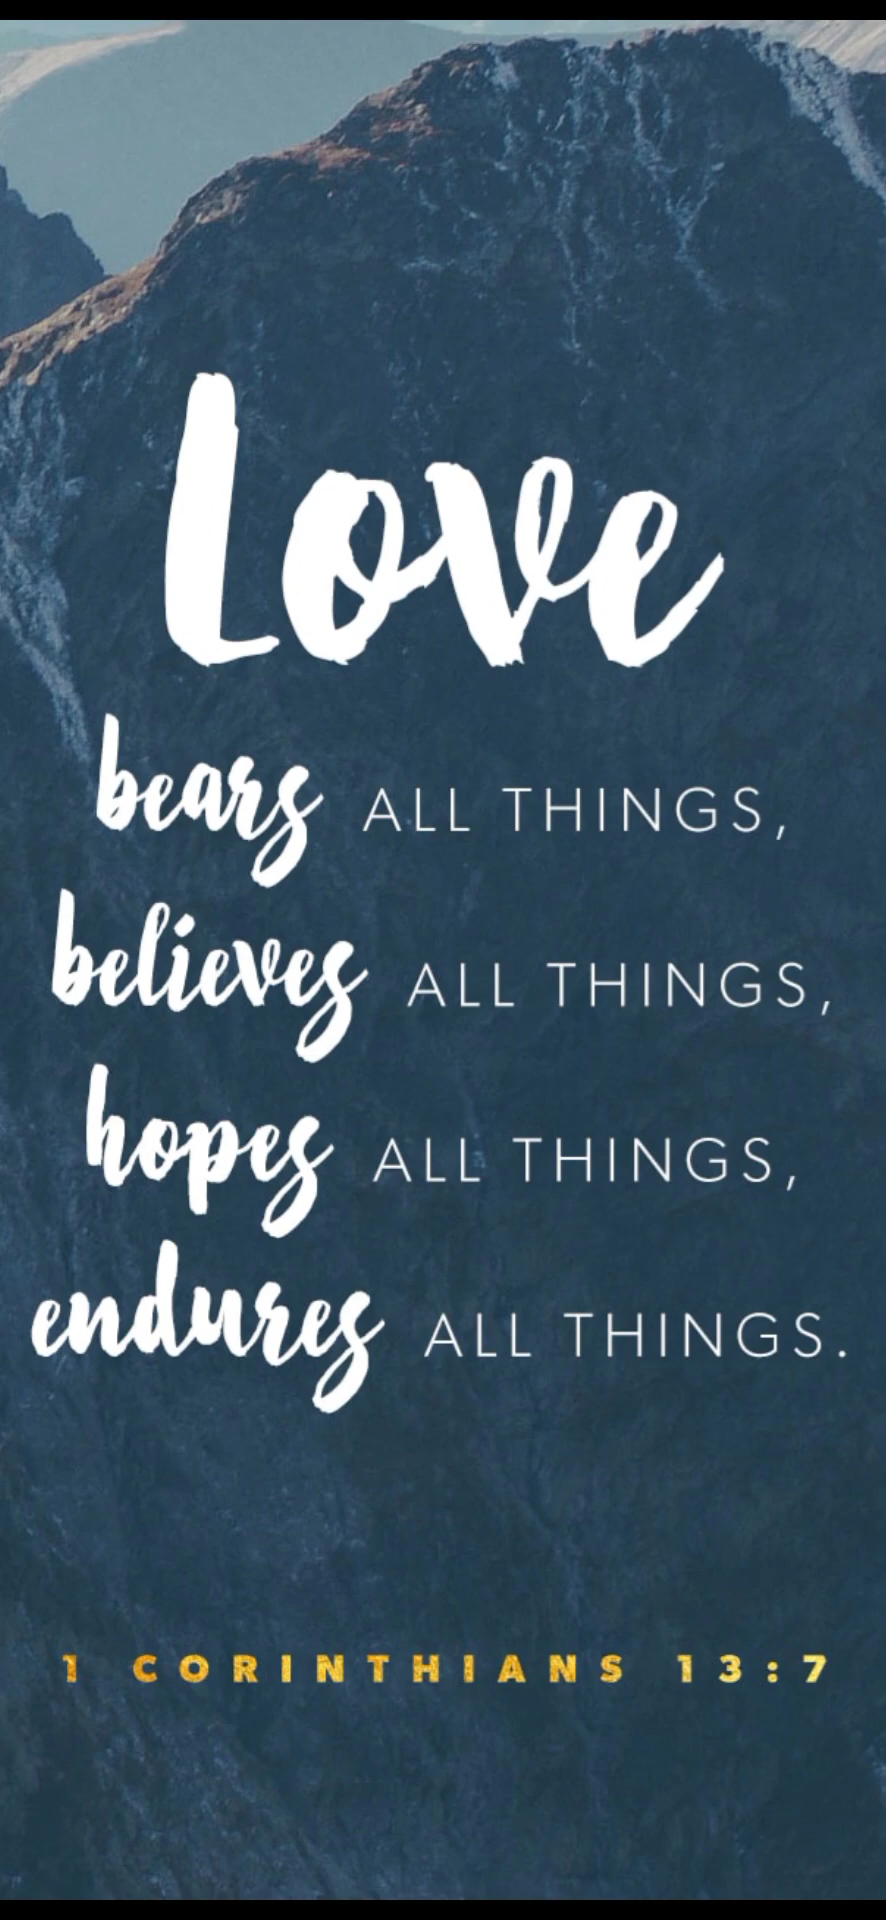 Love
bears ALL THINGS,
believes ALL THINGS,
hopes ALL THINGS,
endures ALL THINGS.
1 CORINTHIANS 13:7